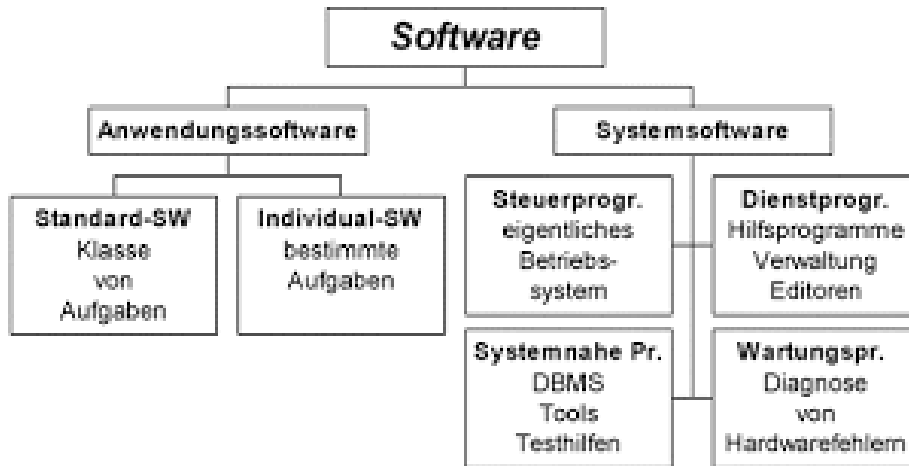 Software
Anwendungssoftware
Systemsoftware
Standard-SW
Klasse
von
Aufgaben
Individual-SW
bestimmte
Aufgaben
Steuerprogr.
eigentliches
Betriebs-
system
Dienstprogr.
Hilfsprogramme
Verwaltung
Editoren
Systemnahe Pr.
DBMS
Tools
Testhilfen
Wartungspr.
Diagnose
von
Hardwarefehlern